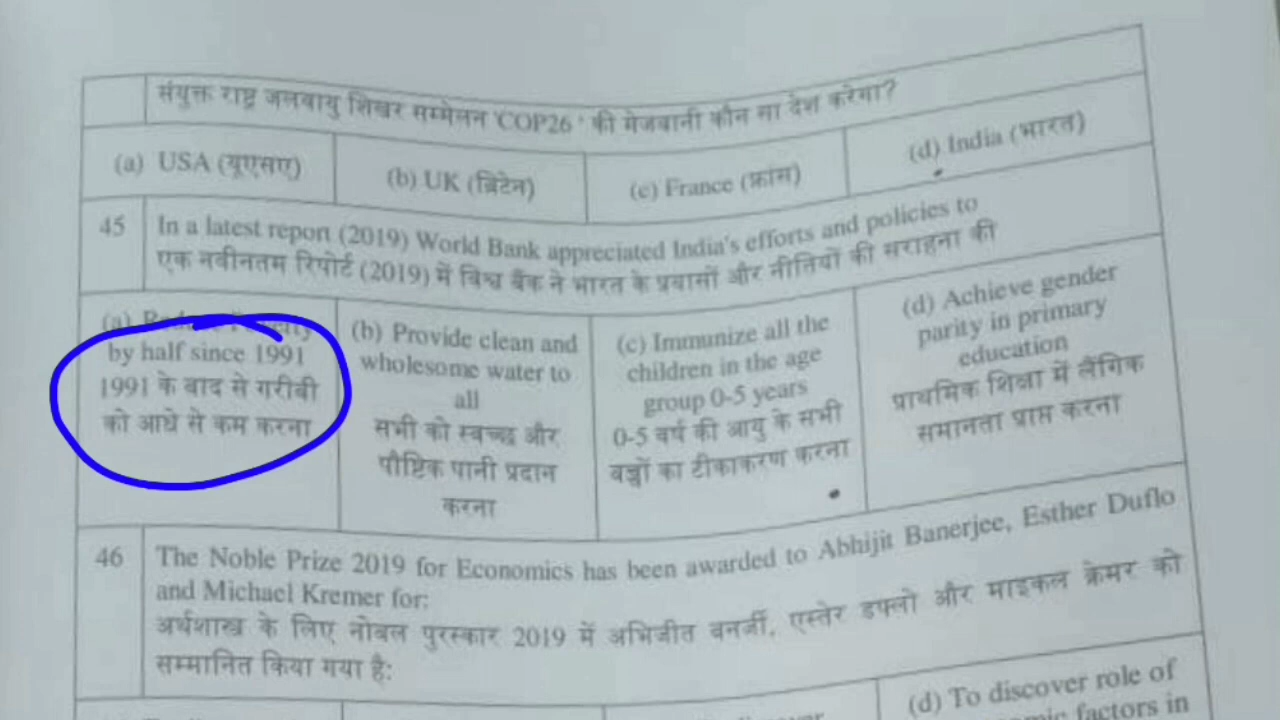 संयुक्त राष्ट्र जलवायु शिखर सम्मेलन 'COP26 ' की मेजबानी कौन सा देश करेगा?
(a) USA (यूएसए)
(b) UK (ब्रिटेन)
(c) France (फ्रांस)
(d) India (भारत)
45
In a latest report (2019) World Bank appreciated India's efforts and policies to
एक नवीनतम रिपोर्ट (2019) में विश्व बैंक ने भारत के प्रयासों और नीतियों की सराहना की
(a)
by half since 1991
1991 के बाद से गरीबी
को आधे से कम करना
(b) Provide clean and
wholesome water to
all
सभी को स्वच्छ और
पौष्टिक पानी प्रदान
करना
(c) Immunize all the
children in the age
group 0-5 years
0-5 वर्ष की आयु के सभी
बच्चों का टीकाकरण करना
(d) Achieve gender
parity in primary
education
प्राथमिक शिक्षा में लैंगिक
समानता प्राप्त करना
46
The Noble Prize 2019 for Economics has been awarded to Abhijit Banerjee, Esther Duflo
and Michael Kremer for:
अर्थशास्त्र के लिए नोबल पुरस्कार 2019 में अभिजीत बनर्जी, एस्तेर डफ्लो और माइकल क्रेमर को
सम्मानित किया गया है:
(d) To discover role of
factors in